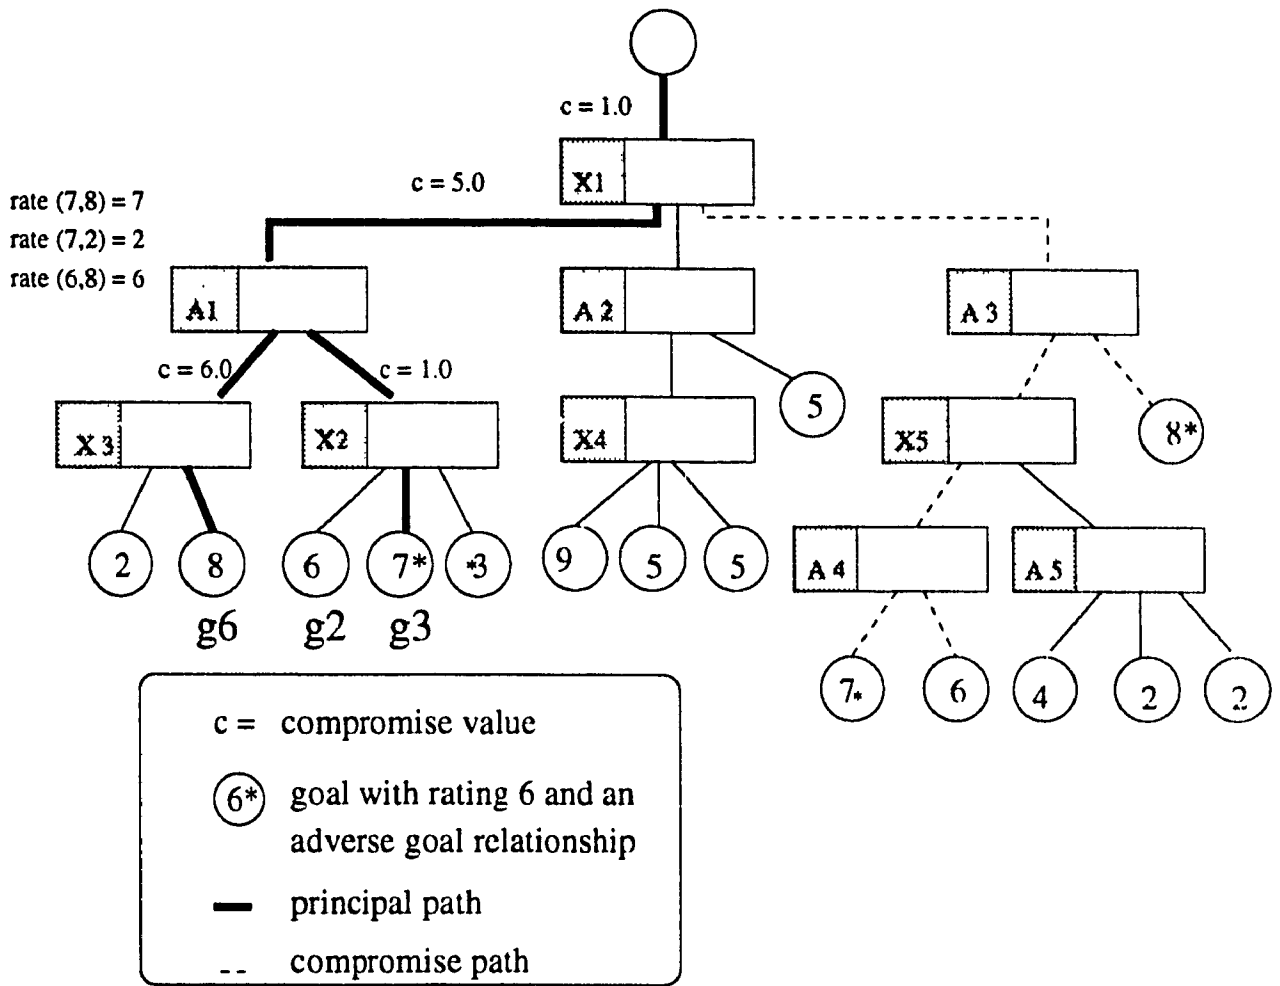 c = 1.0
X1
c = 5.0
rate (7,8) = 7
rate (7,2) = 2
rate (6,8) = 6
A1
A 2
A 3
c = 6.0
c = 1.0
5
8*
X 3
X2
X4
X5
2
8
6
7*
*3
9
5
5
A 4
A 5
g6
g2
g3
7*
6
4
2
2
c = compromise value
6* goal with rating 6 and an
adverse goal relationship
principal path
compromise path